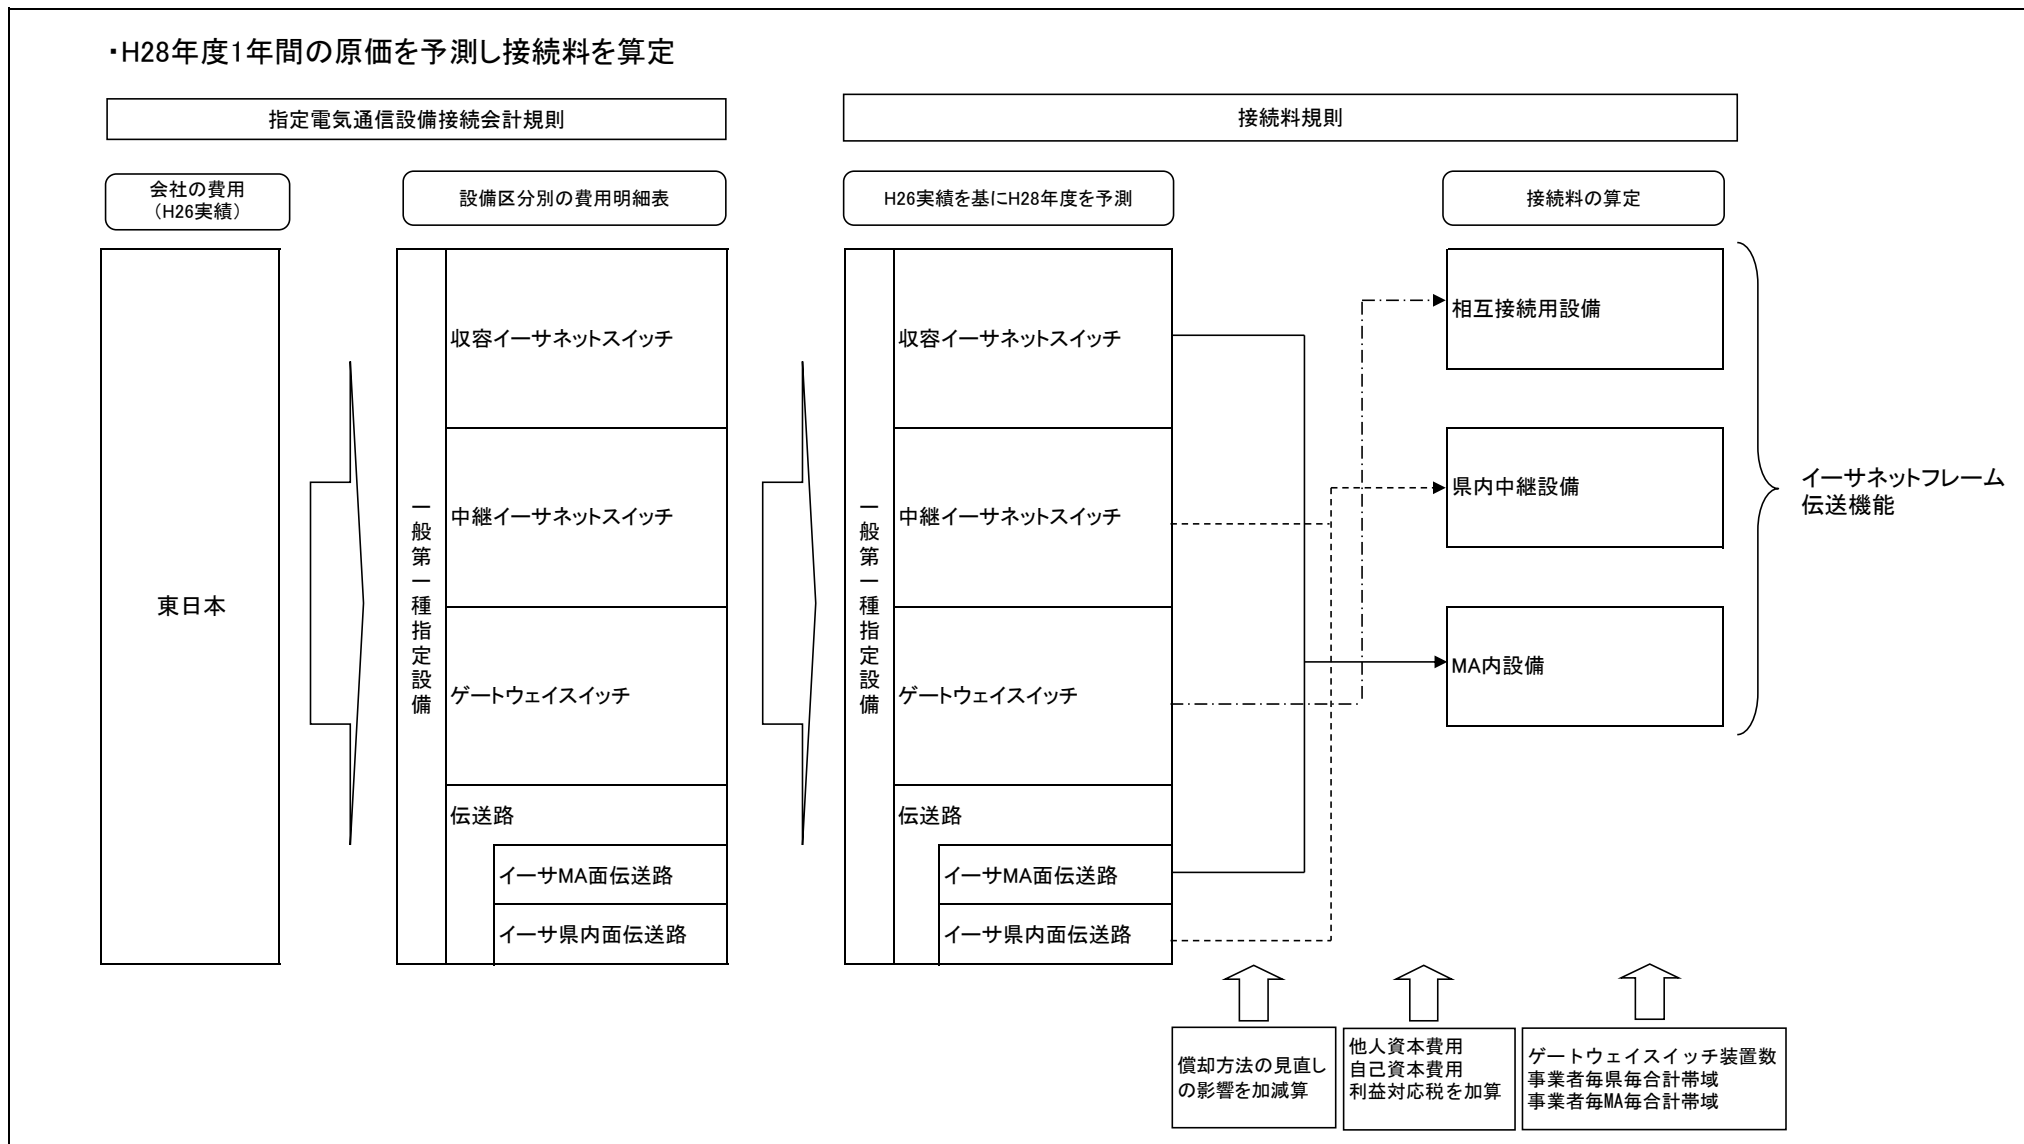 ・H28年度1年間の原価を予測し接続料を算定
指定電気通信設備接続会計規則
接続料規則
会社の費用
(H26実績)
設備区分別の費用明細表
H26実績を基にH28年度を予測
接続料の算定
東日本
一般第一種指定設備
収容イーサネットスイッチ
中継イーサネットスイッチ
ゲートウェイスイッチ
伝送路
イーサMA面伝送路
イーサ県内面伝送路
一般第一種指定設備
収容イーサネットスイッチ
中継イーサネットスイッチ
ゲートウェイスイッチ
伝送路
イーサMA面伝送路
イーサ県内面伝送路
相互接続用設備
県内中継設備
MA内設備
イーサネットフレーム
伝送機能
償却方法の見直し
の影響を加減算
他人資本費用
自己資本費用
利益対応税を加算
ゲートウェイスイッチ装置数
事業者毎県毎合計帯域
事業者毎MA毎合計帯域